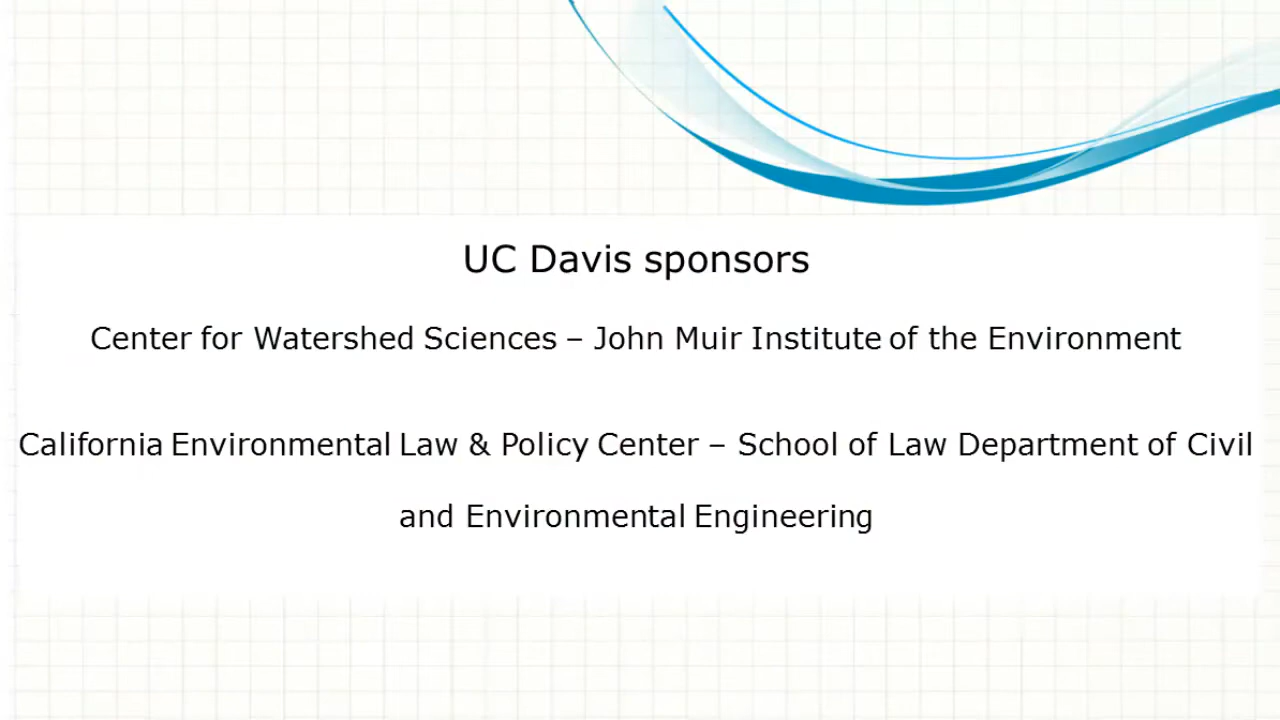 UC Davis sponsors
Center for Watershed Sciences – John Muir Institute of the Environment
California Environmental Law & Policy Center – School of Law Department of Civil
and Environmental Engineering